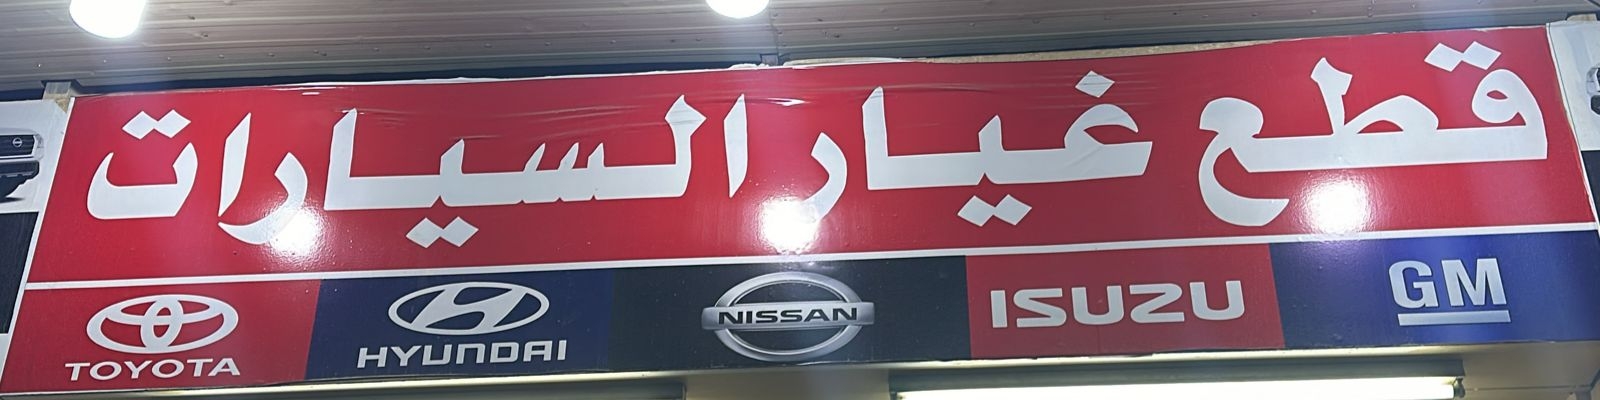 قطع غيار السيارات
TOYOTA HYUNDAI NISSAN ISUZU GM